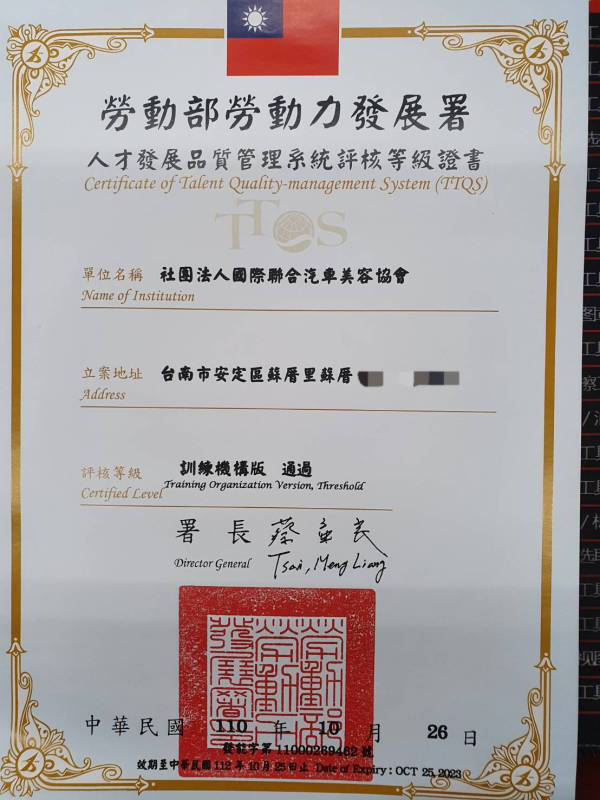 勞動部勞動力發展署
人才發展品質管理系統評核等級證書
Certificate of Talent Quality-management System (TTQS)
TTQS
單位名稱 社團法人國際聯合汽車美容協會
Name of Institution
立案地址 台南市安定區蘇厝里蘇厝
Address
評核等級 訓練機構版 通過
Certified Level Training Organization Version, Threshold
署長 蔡孟良
Director General Tsai, Meng Liang
中華民國 110 年 10 月 26 日
發能字第11000289462號
效期至中華民國112年10月25日止 Date of Expiry: OCT 25, 2023